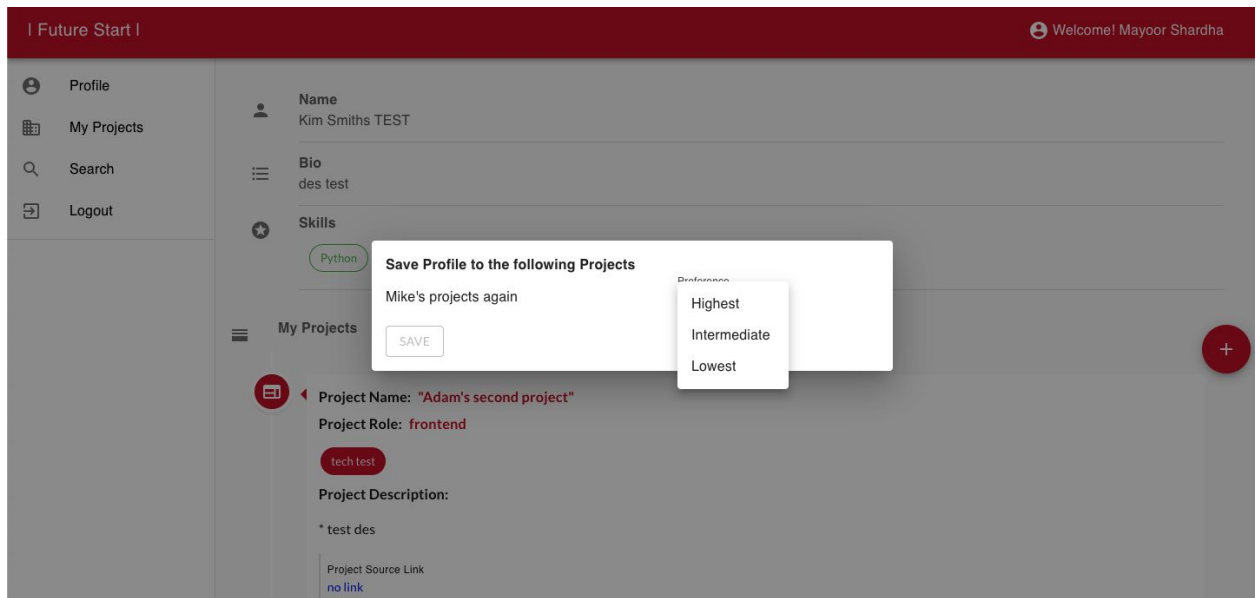 | Future Start |
Welcome! Mayoor Shardha
Profile
My Projects
Search
Logout
Name
Kim Smiths TEST
Bio
des test
Skills
Python
Save Profile to the following Projects
Preference
Mike's projects again
Highest
Intermediate
Lowest
SAVE
My Projects
+
Project Name: "Adam's second project"
Project Role: frontend
tech test
Project Description:
* test des
Project Source Link
no link